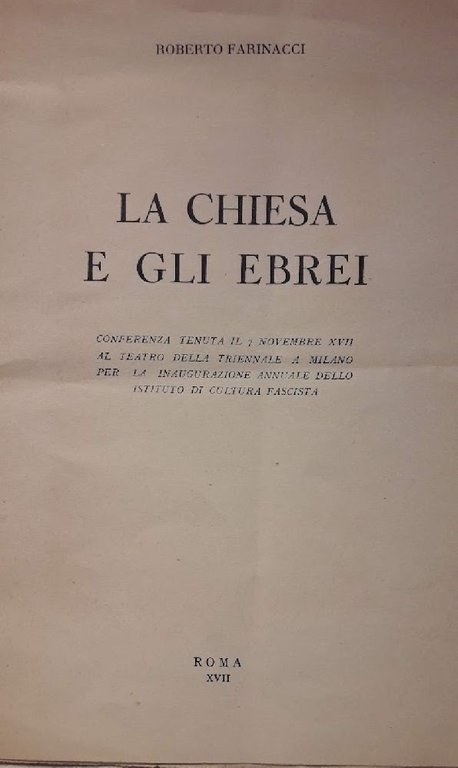 ROBERTO FARINACCI
LA CHIESA
E GLI EBREI
CONFERENZA TENUTA IL 7 NOVEMBRE XVII
AL TEATRO DELLA TRIENNALE A MILANO
PER LA INAUGURAZIONE ANNUALE DELLO
ISTITUTO DI CULTURA FASCISTA
ROMA
XVII